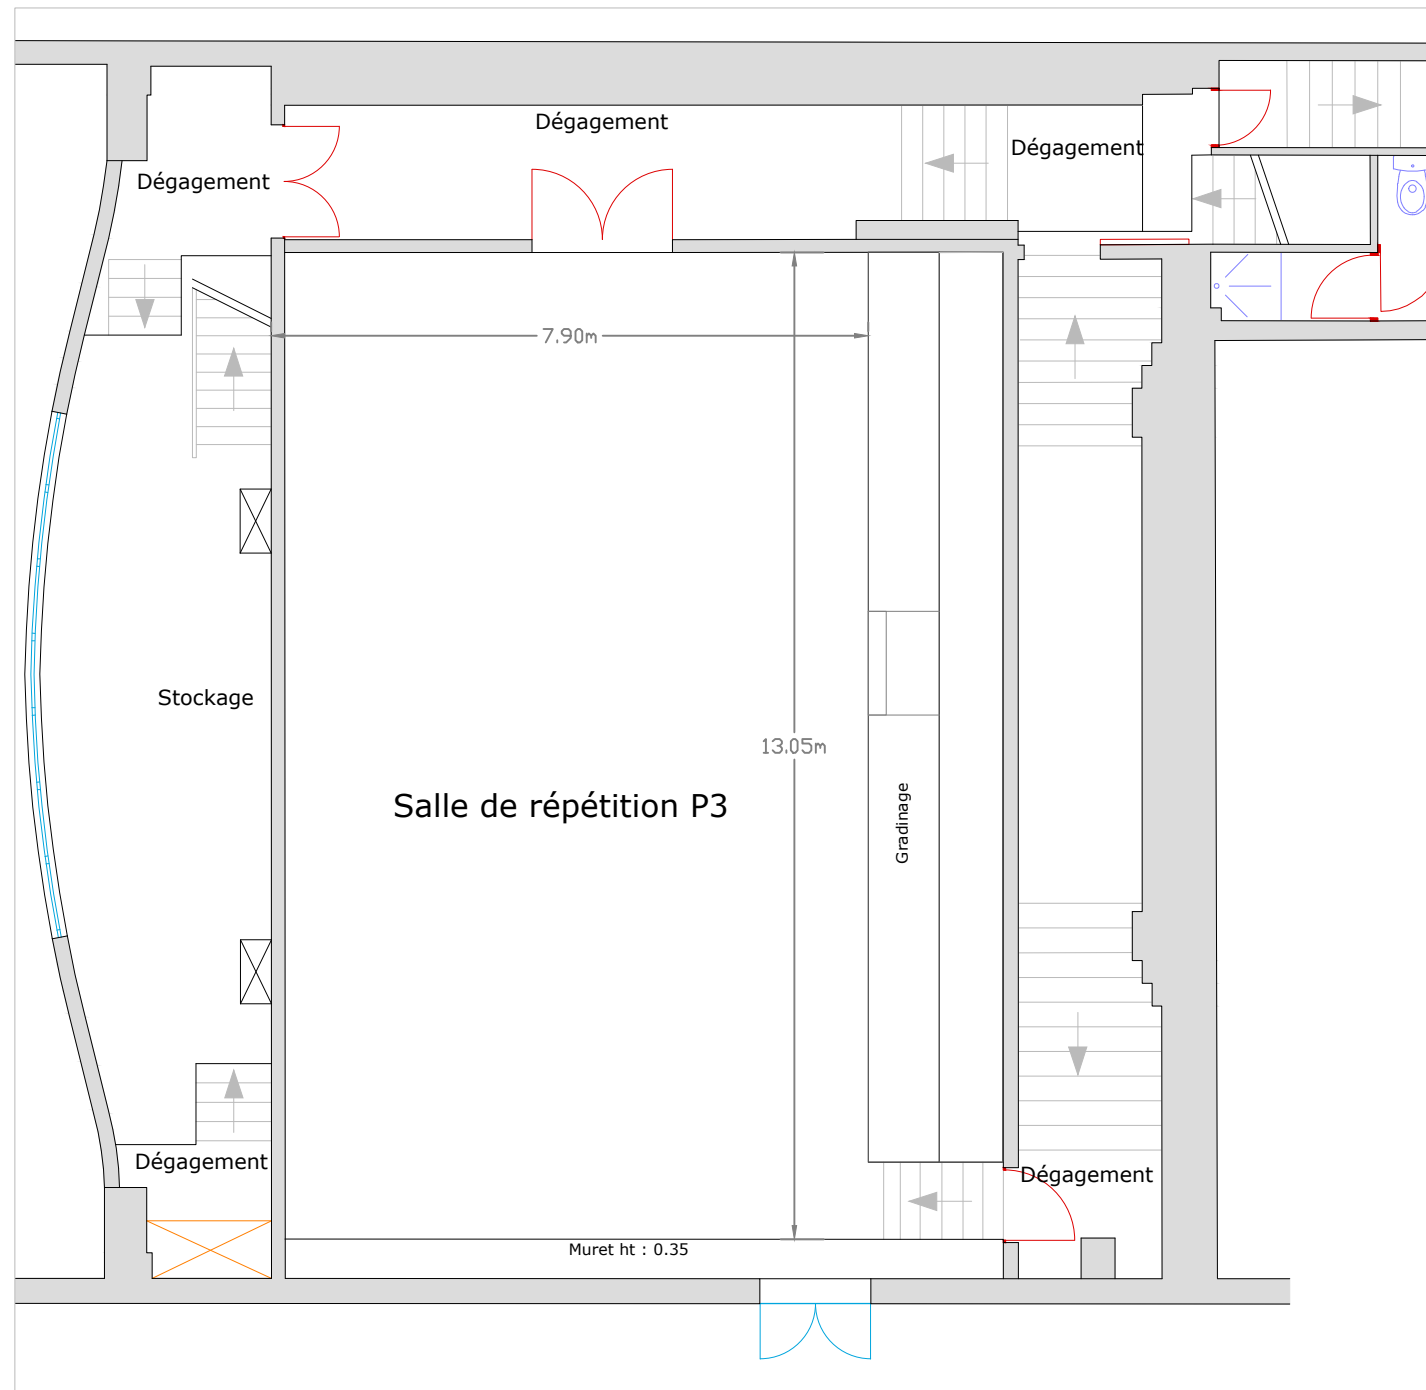 Dégagement
Dégagement
Dégagement
7.90m
Stockage
13.05m
Salle de répétition P3
Gradinage
Dégagement
Dégagement
Muret ht : 0.35